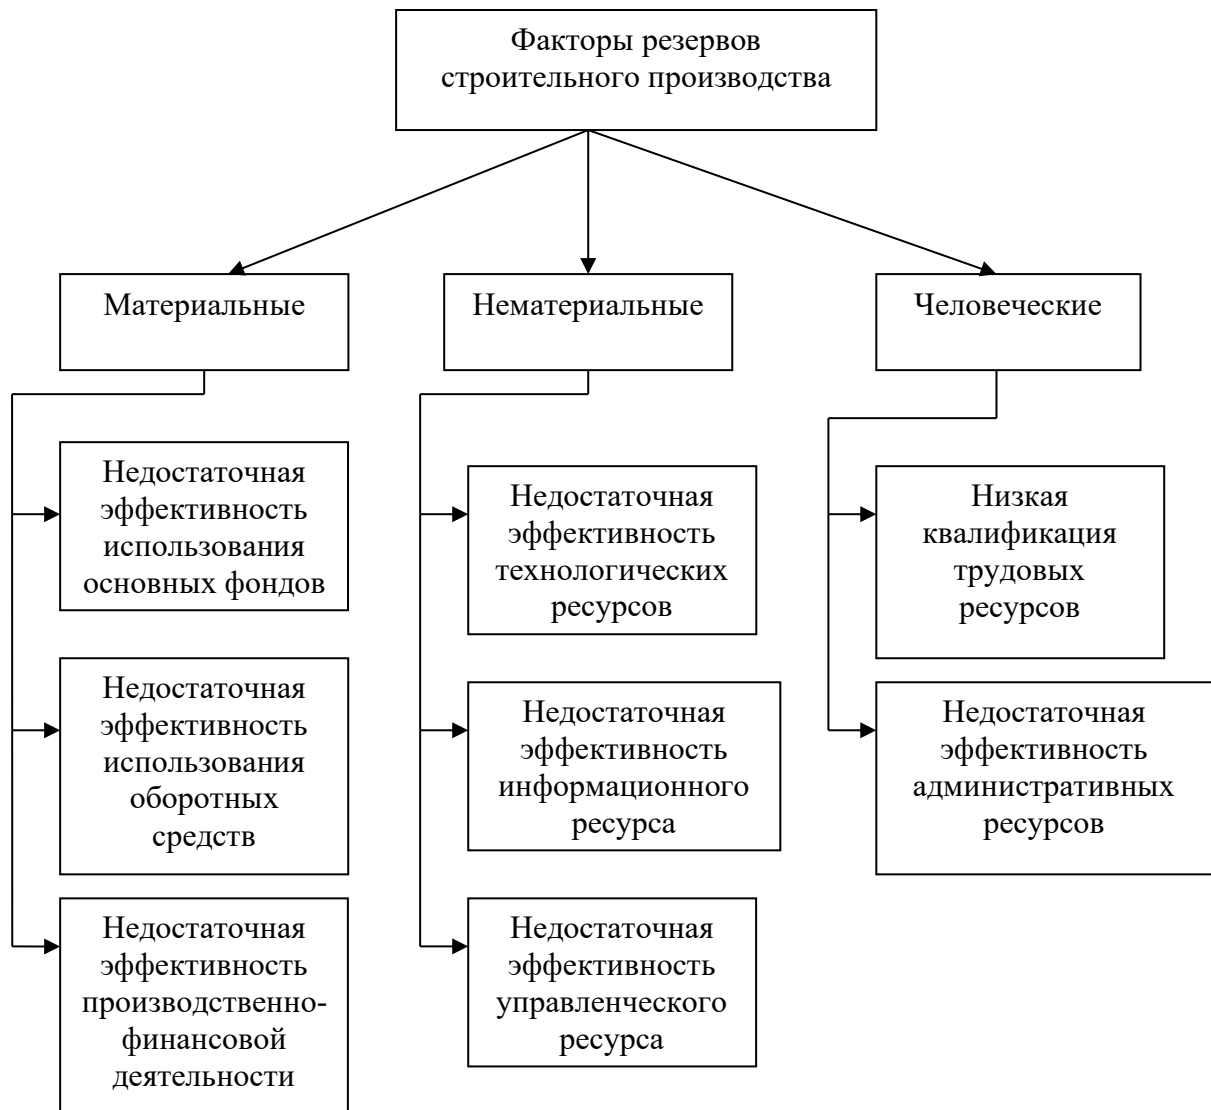 Факторы резервов
строительного производства
Материальные
Нематериальные
Человеческие
Недостаточная
эффективность
использования
основных фондов
Недостаточная
эффективность
использования
оборотных
средств
Недостаточная
эффективность
производственно-
финансовой
деятельности
Недостаточная
эффективность
технологических
ресурсов
Недостаточная
эффективность
информационного
ресурса
Недостаточная
эффективность
управленческого
ресурса
Низкая
квалификация
трудовых
ресурсов
Недостаточная
эффективность
административных
ресурсов